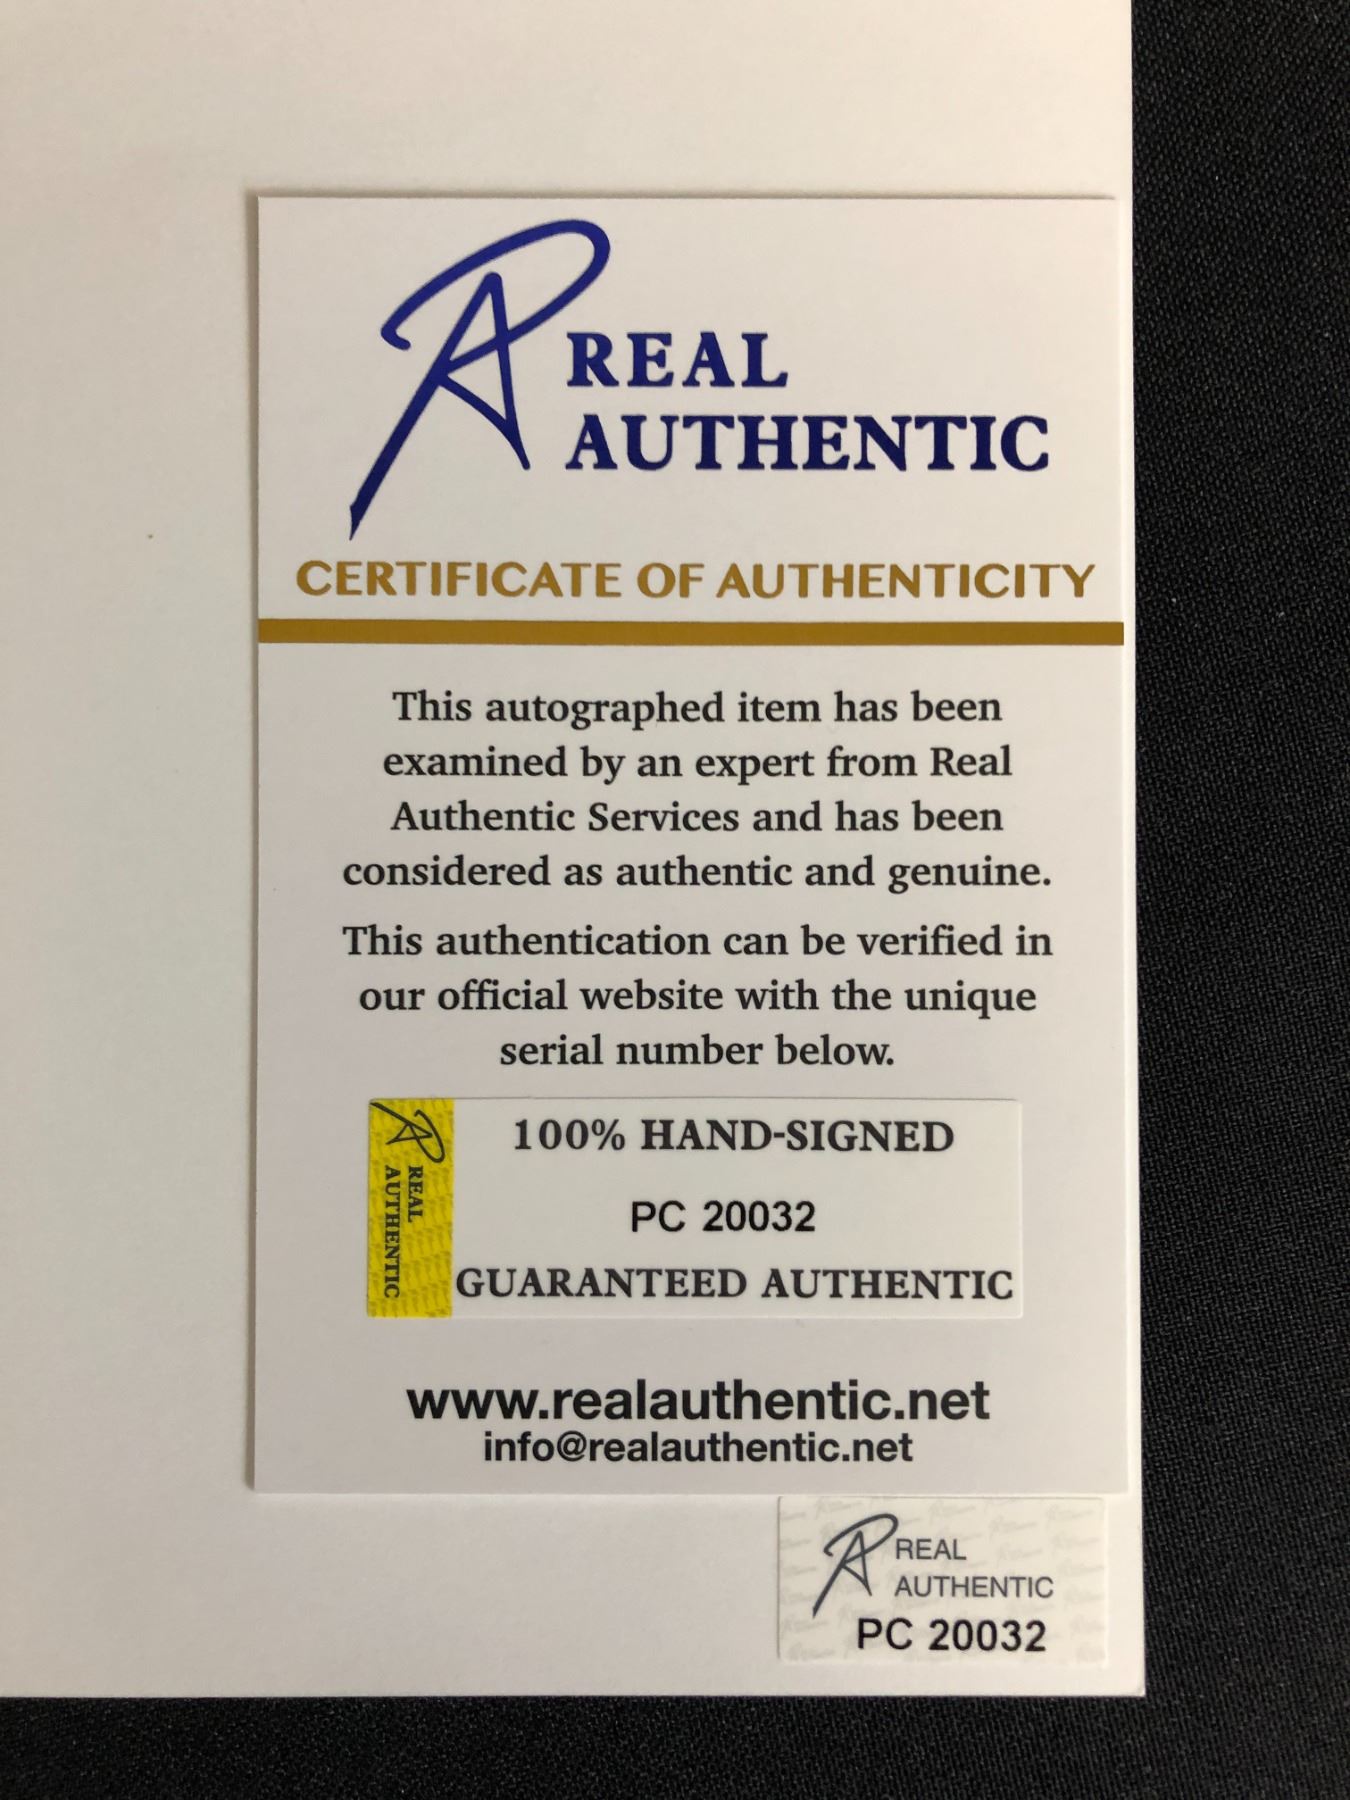 REAL
AUTHENTIC
CERTIFICATE OF AUTHENTICITY
This autographed item has been
examined by an expert from Real
Authentic Services and has been
considered as authentic and genuine.
This authentication can be verified in
our official website with the unique
serial number below.
REAL
AUTHENTIC
100% HAND-SIGNED
PC 20032
GUARANTEED AUTHENTIC
www.realauthentic.net
info@realauthentic.net
REAL
AUTHENTIC
PC 20032